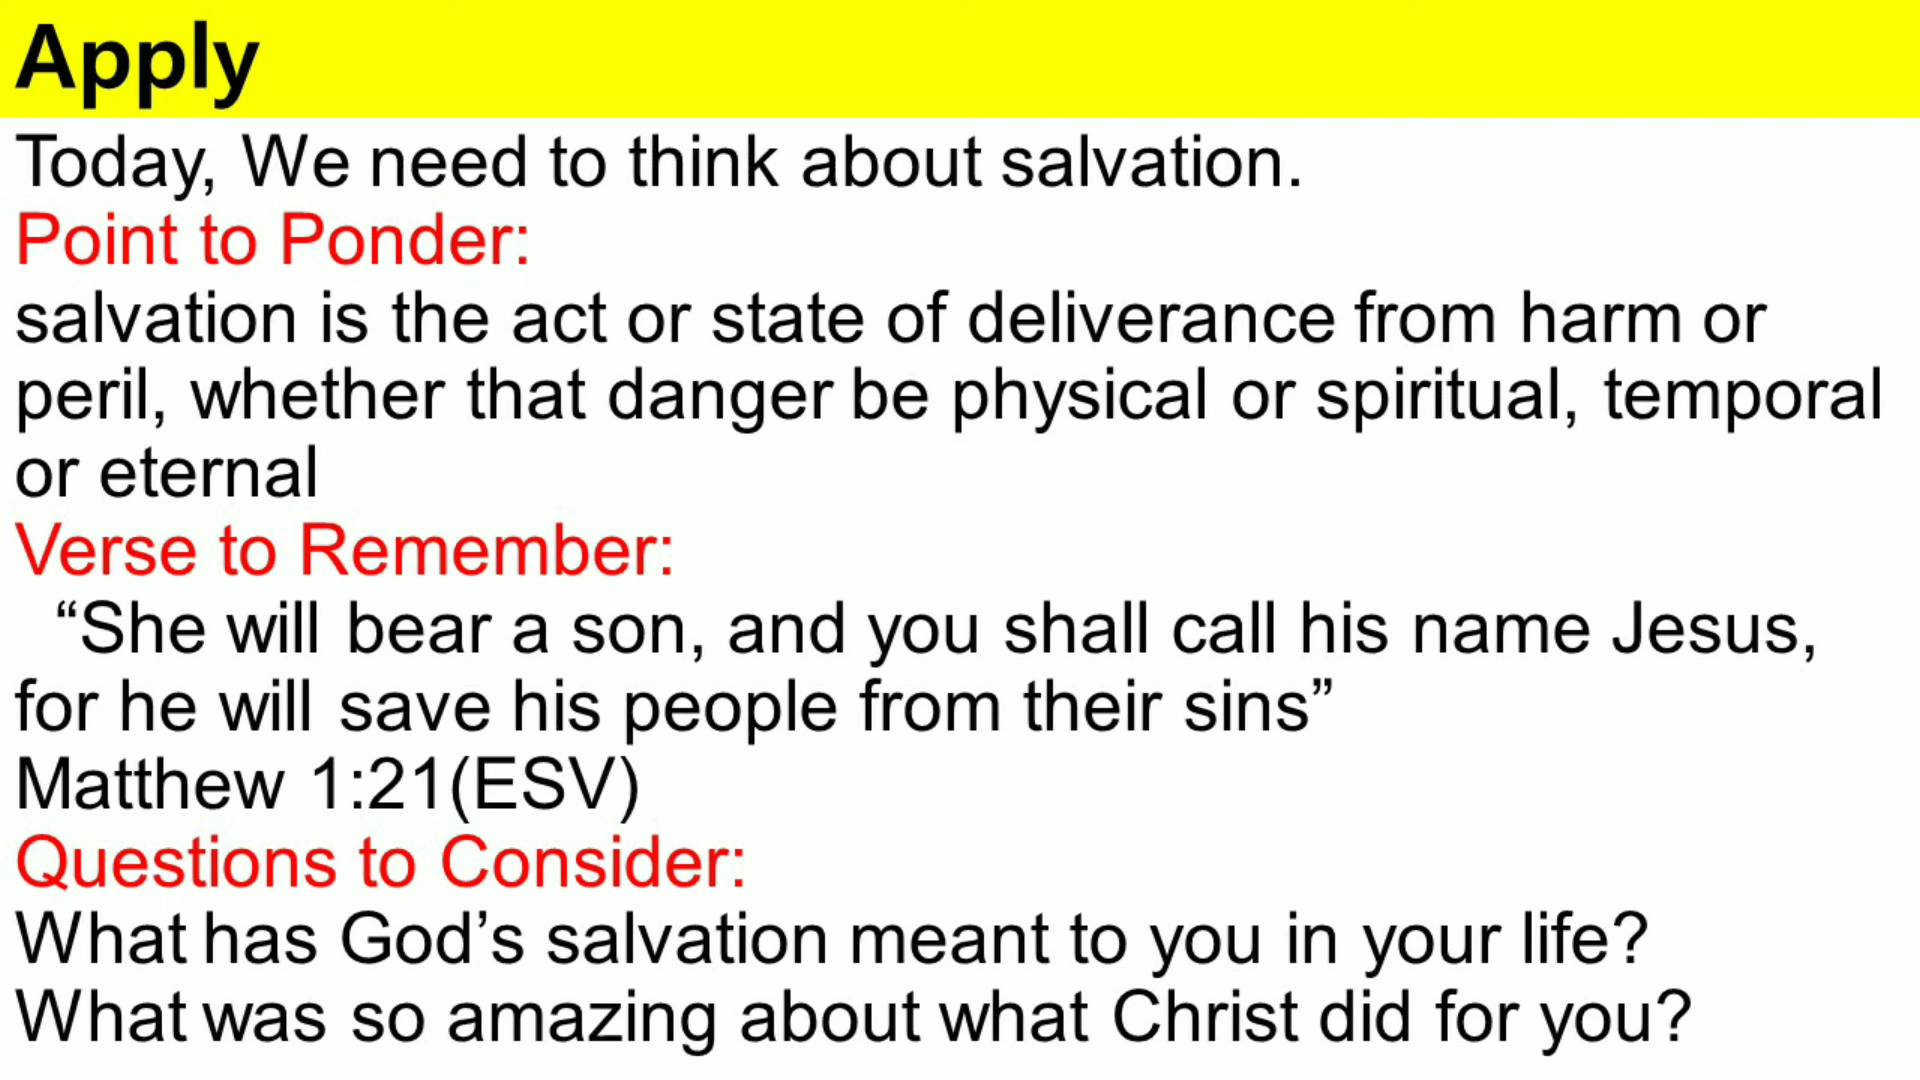 Apply
Today, We need to think about salvation.
Point to Ponder:
salvation is the act or state of deliverance from harm or
peril, whether that danger be physical or spiritual, temporal
or eternal
Verse to Remember:
“She will bear a son, and you shall call his name Jesus,
for he will save his people from their sins”
Matthew 1:21(ESV)
Questions to Consider:
What has God’s salvation meant to you in your life?
What was so amazing about what Christ did for you?